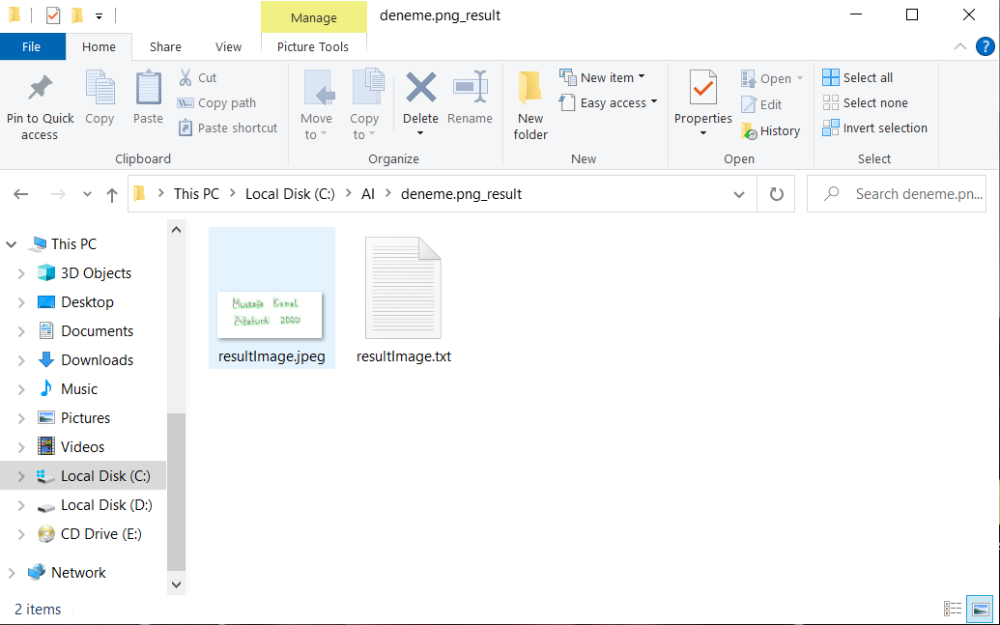 Manage
deneme.png_result
File
Home
Share
View
Picture Tools
Pin to Quick access
Copy
Paste
Cut
Copy path
Paste shortcut
Clipboard
Move to
Copy to
Delete
Rename
Organize
New folder
New item
Easy access
New
Properties
Open
Edit
History
Open
Select all
Select none
Invert selection
Select
This PC
Local Disk (C:)
AI
deneme.png_result
Search deneme.pn...
This PC
3D Objects
Desktop
Documents
Downloads
Music
Pictures
Videos
Local Disk (C:)
Local Disk (D:)
CD Drive (E:)
Network
Mustafa Kemal
Atatürk 2020
resultImage.jpeg
resultImage.txt
2 items